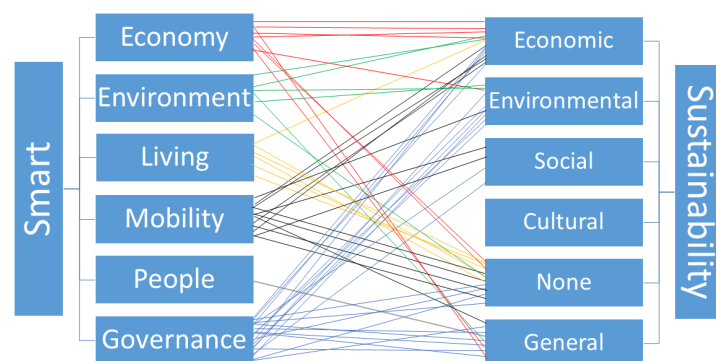 Smart
Economy
Environment
Living
Mobility
People
Governance
Economic
Environmental
Social
Cultural
None
General
Sustainability